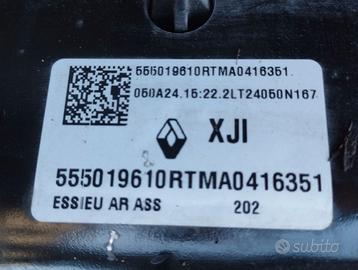 555019610RTMA0416351.
050A24.15:22.2LT24050N167
XJI
555019610RTMA0416351
ESSIEU AR ASS 202
subito